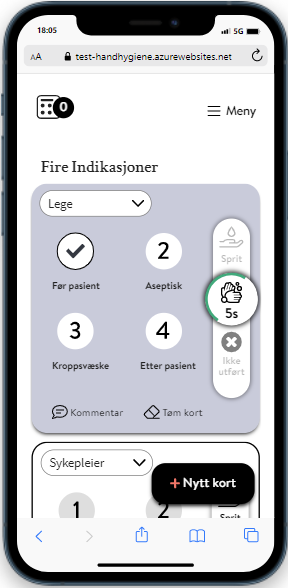 18:05
5G
AA test-handhygiene.azurewebsites.net
0
Meny
Fire Indikasjoner
Lege
Før pasient
2
Aseptisk
Sprit
5s
3
Kroppsvæske
4
Etter pasient
Ikke
utført
Kommentar
Tøm kort
Sykepleier
+ Nytt kort
1
2
Sprit